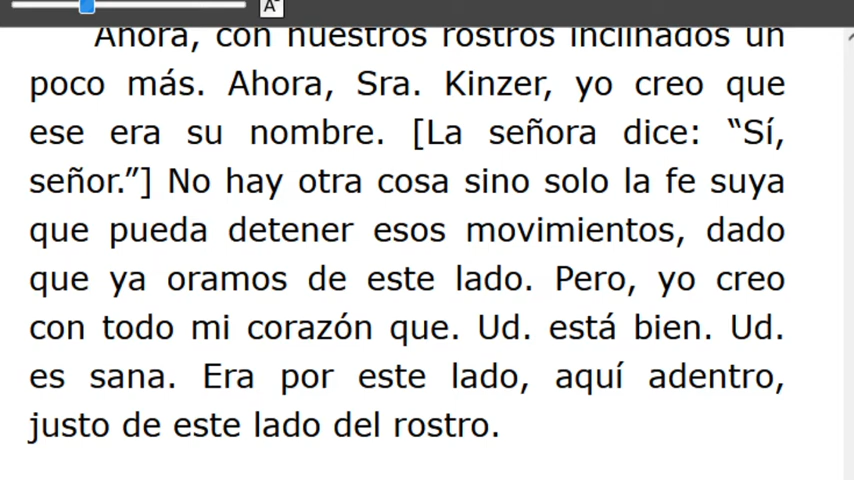 A
Ahora, con nuestros rostros inclinados un
poco más. Ahora, Sra. Kinzer, yo creo que
ese era su nombre. [La señora dice: “Sí,
señor.”] No hay otra cosa sino solo la fe suya
que pueda detener esos movimientos, dado
que ya oramos de este lado. Pero, yo creo
con todo mi corazón que. Ud. está bien. Ud.
es sana. Era por este lado, aquí adentro,
justo de este lado del rostro.